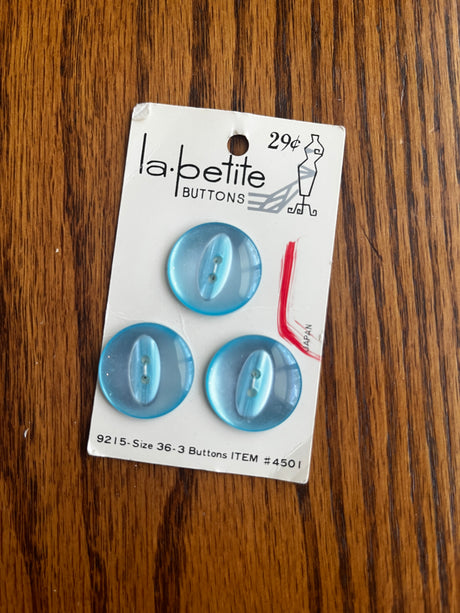 29¢
la·petite
BUTTONS
JAPAN
9215-Size 36-3 Buttons ITEM #4501